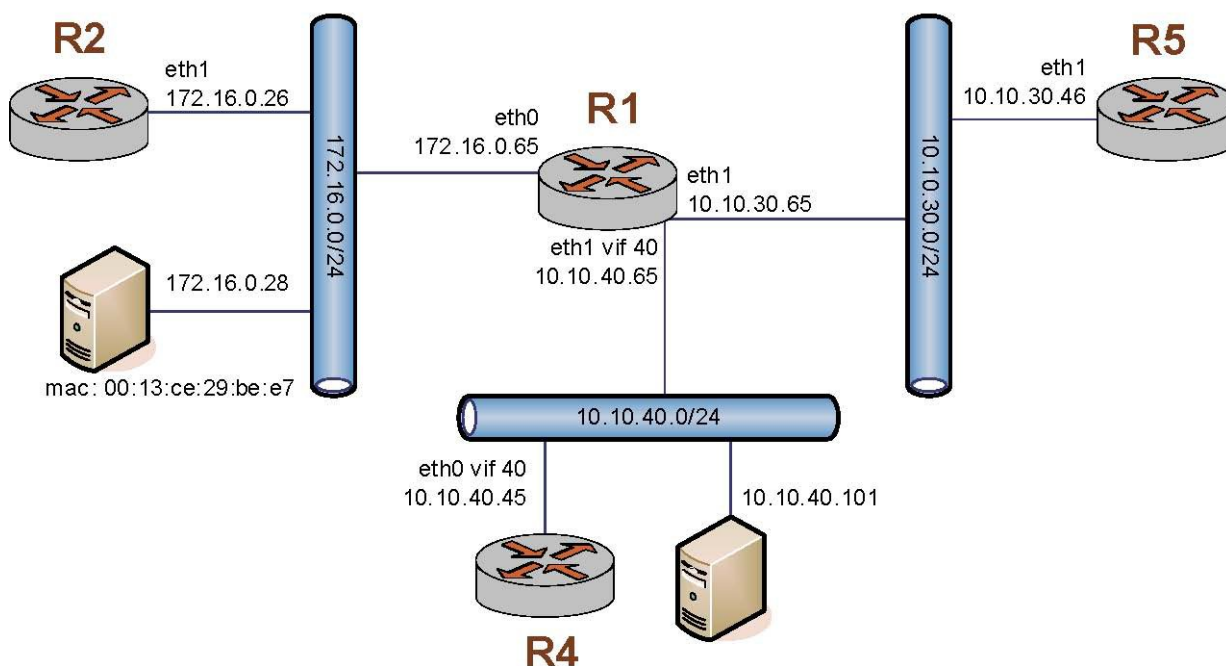 R2
eth1
172.16.0.26
172.16.0.28
mac: 00:13:ce:29:be:e7
172.16.0.0/24
eth0
172.16.0.65
R1
eth1
10.10.30.65
eth1 vif 40
10.10.40.65
10.10.30.0/24
R5
eth1
10.10.30.46
10.10.40.0/24
eth0 vif 40
10.10.40.45
10.10.40.101
R4